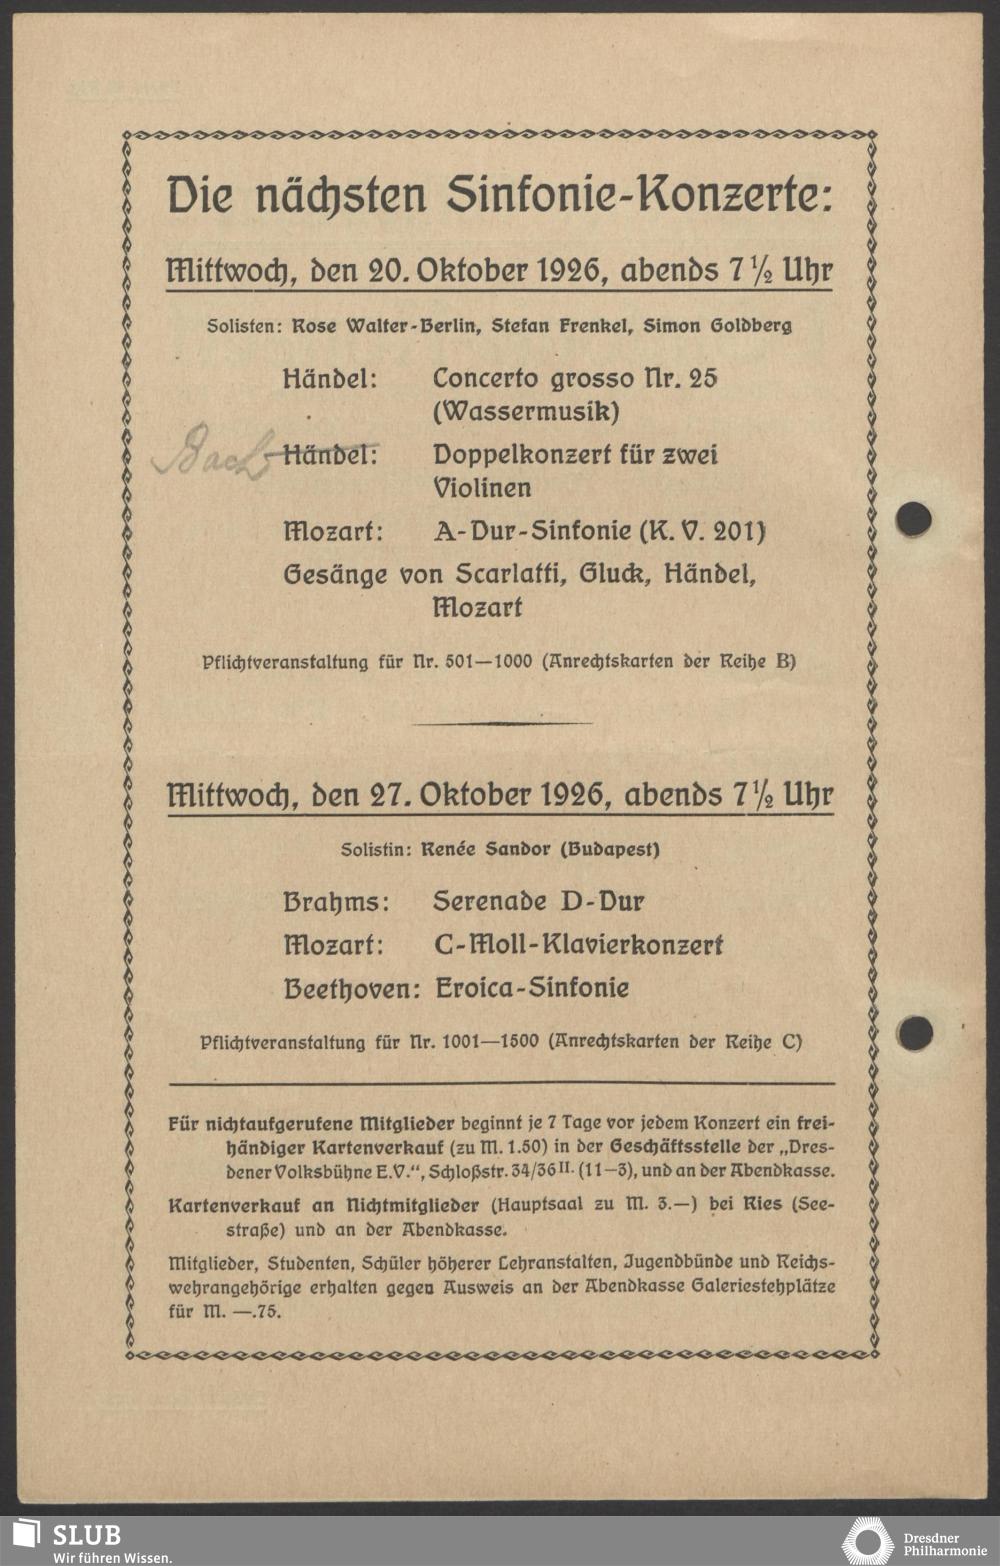 Die nächsten Sinfonie-Konzerte:
Mittwoch, den 20. Oktober 1926, abends 7 ½ Uhr
Solisten: Rose Walter-Berlin, Stefan Frenkel, Simon Goldberg
Händel: Concerto grosso Nr. 25
(Wassermusik)
Bach Händel: Doppelkonzert für zwei
Violinen
Mozart: A-Dur-Sinfonie (K. V. 201)
Gesänge von Scarlatti, Gluck, Händel,
Mozart
Pflichtveranstaltung für Nr. 501—1000 (Anrechtskarten der Reihe B)
Mittwoch, den 27. Oktober 1926, abends 7 ½ Uhr
Solistin: Renée Sandor (Budapest)
Brahms: Serenade D-Dur
Mozart: C-Moll-Klavierkonzert
Beethoven: Eroica-Sinfonie
Pflichtveranstaltung für Nr. 1001—1500 (Anrechtskarten der Reihe C)
Für nichtaufgerufene Mitglieder beginnt je 7 Tage vor jedem Konzert ein frei-
händiger Kartenverkauf (zu M. 1.50) in der Geschäftsstelle der „Dres-
dener Volksbühne E.V.“, Schloßstr. 34/36 II. (11—3), und an der Abendkasse.
Kartenverkauf an Nichtmitglieder (Hauptsaal zu M. 3.—) bei Ries (See-
straße) und an der Abendkasse.
Mitglieder, Studenten, Schüler höherer Lehranstalten, Jugendbünde und Reichs-
wehrangehörige erhalten gegen Ausweis an der Abendkasse Galeriestehplätze
für M. —.75.
SLUB
Wir führen Wissen.
Dresdner
Philharmonie